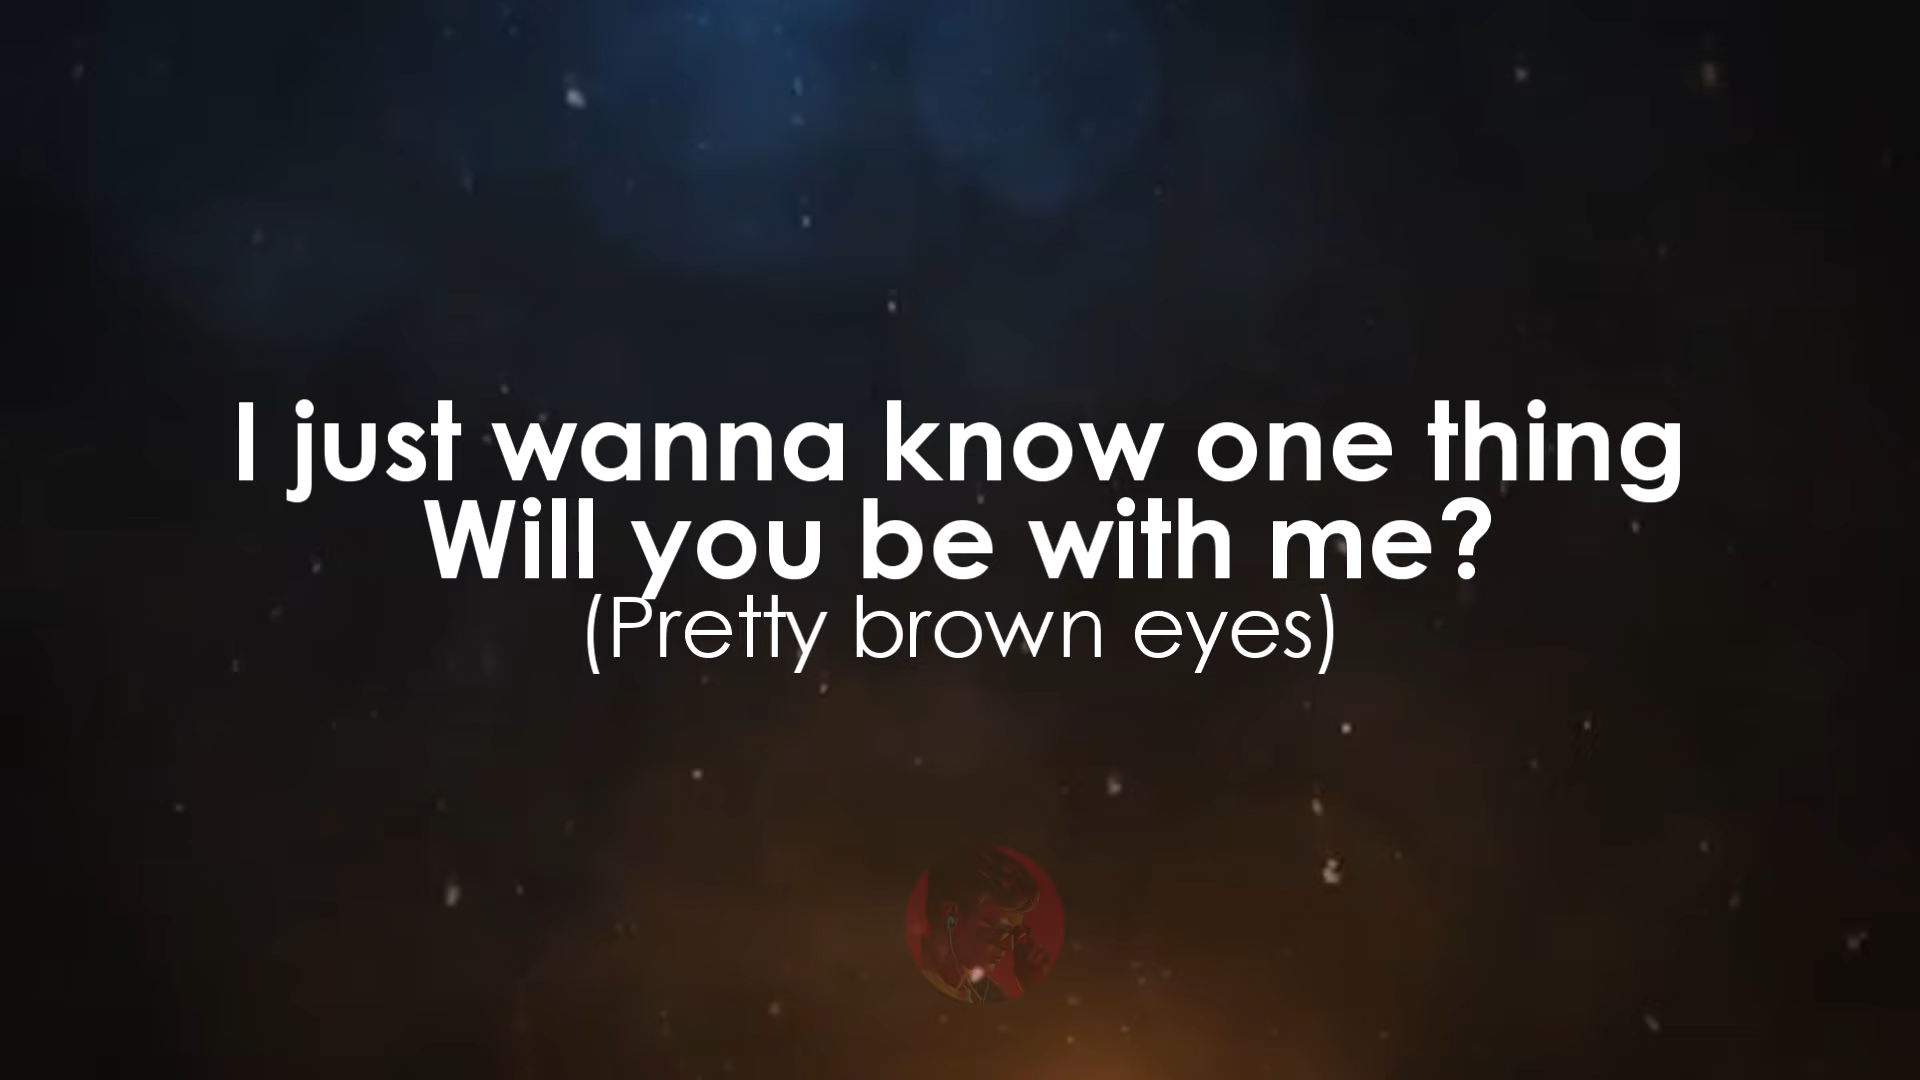 I just wanna know one thing
Will you be with me?
(Pretty brown eyes)